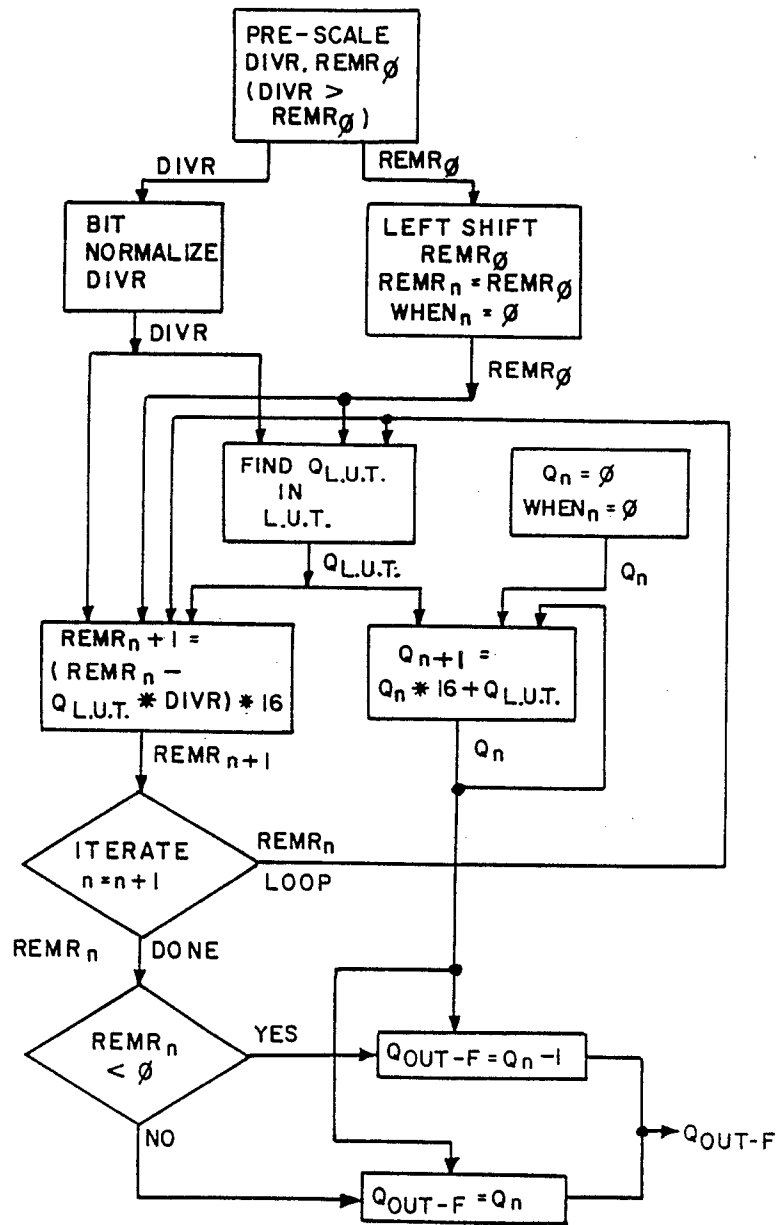 PRE-SCALE
DIVR, REMRØ
(DIVR >
REMRØ)
DIVR
REMRØ
BIT
NORMALIZE
DIVR
LEFT SHIFT
REMRØ
REMRn = REMRØ
WHENn = Ø
DIVR
REMRØ
FIND QL.U.T.
IN
L.U.T.
Qn = Ø
WHENn = Ø
QL.U.T.
Qn
REMRn+1 =
(REMRn –
QL.U.T. * DIVR) * 16
Qn+1 =
Qn * 16 + QL.U.T.
REMRn+1
Qn
ITERATE
n = n+1
REMRn
LOOP
REMRn
DONE
REMRn
< Ø
YES
QOUT-F = Qn -1
QOUT-F
NO
QOUT-F = Qn